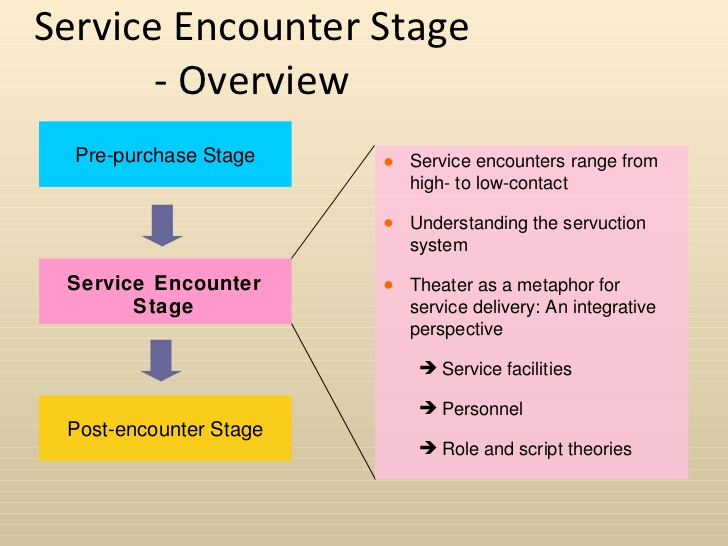 Service Encounter Stage
- Overview
Pre-purchase Stage
Service Encounter
Stage
Post-encounter Stage
● Service encounters range from
high- to low-contact
● Understanding the servuction
system
● Theater as a metaphor for
service delivery: An integrative
perspective
➔ Service facilities
➔ Personnel
➔ Role and script theories